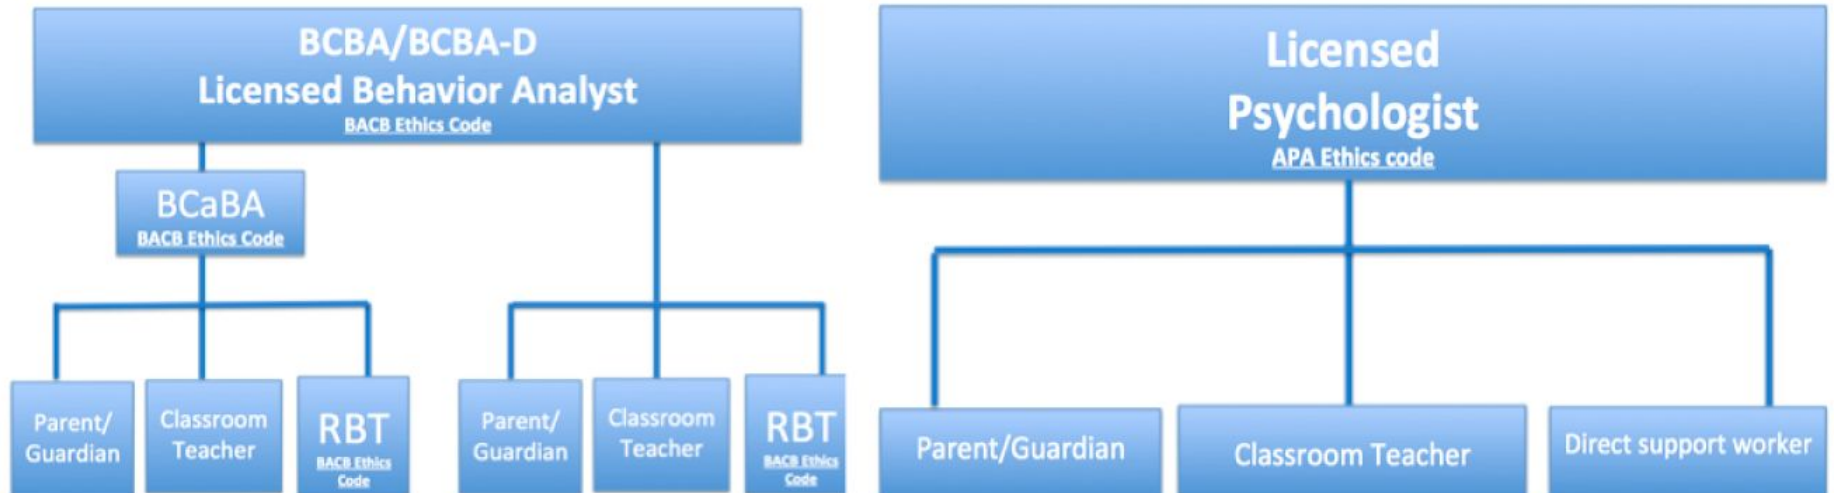 BCBA/BCBA-D
Licensed Behavior Analyst
BACB Ethics Code
BCaBA
BACB Ethics Code
Parent/
Guardian
Classroom
Teacher
RBT
BACB Ethics
Code
Parent/
Guardian
Classroom
Teacher
RBT
BACB Ethics
Code
Licensed
Psychologist
APA Ethics code
Parent/Guardian
Classroom Teacher
Direct support worker